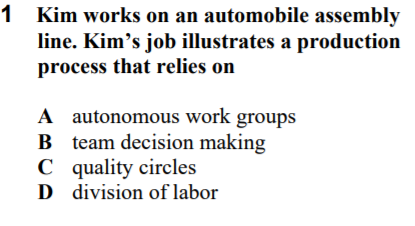 1 Kim works on an automobile assembly
line. Kim’s job illustrates a production
process that relies on
A autonomous work groups
B team decision making
C quality circles
D division of labor